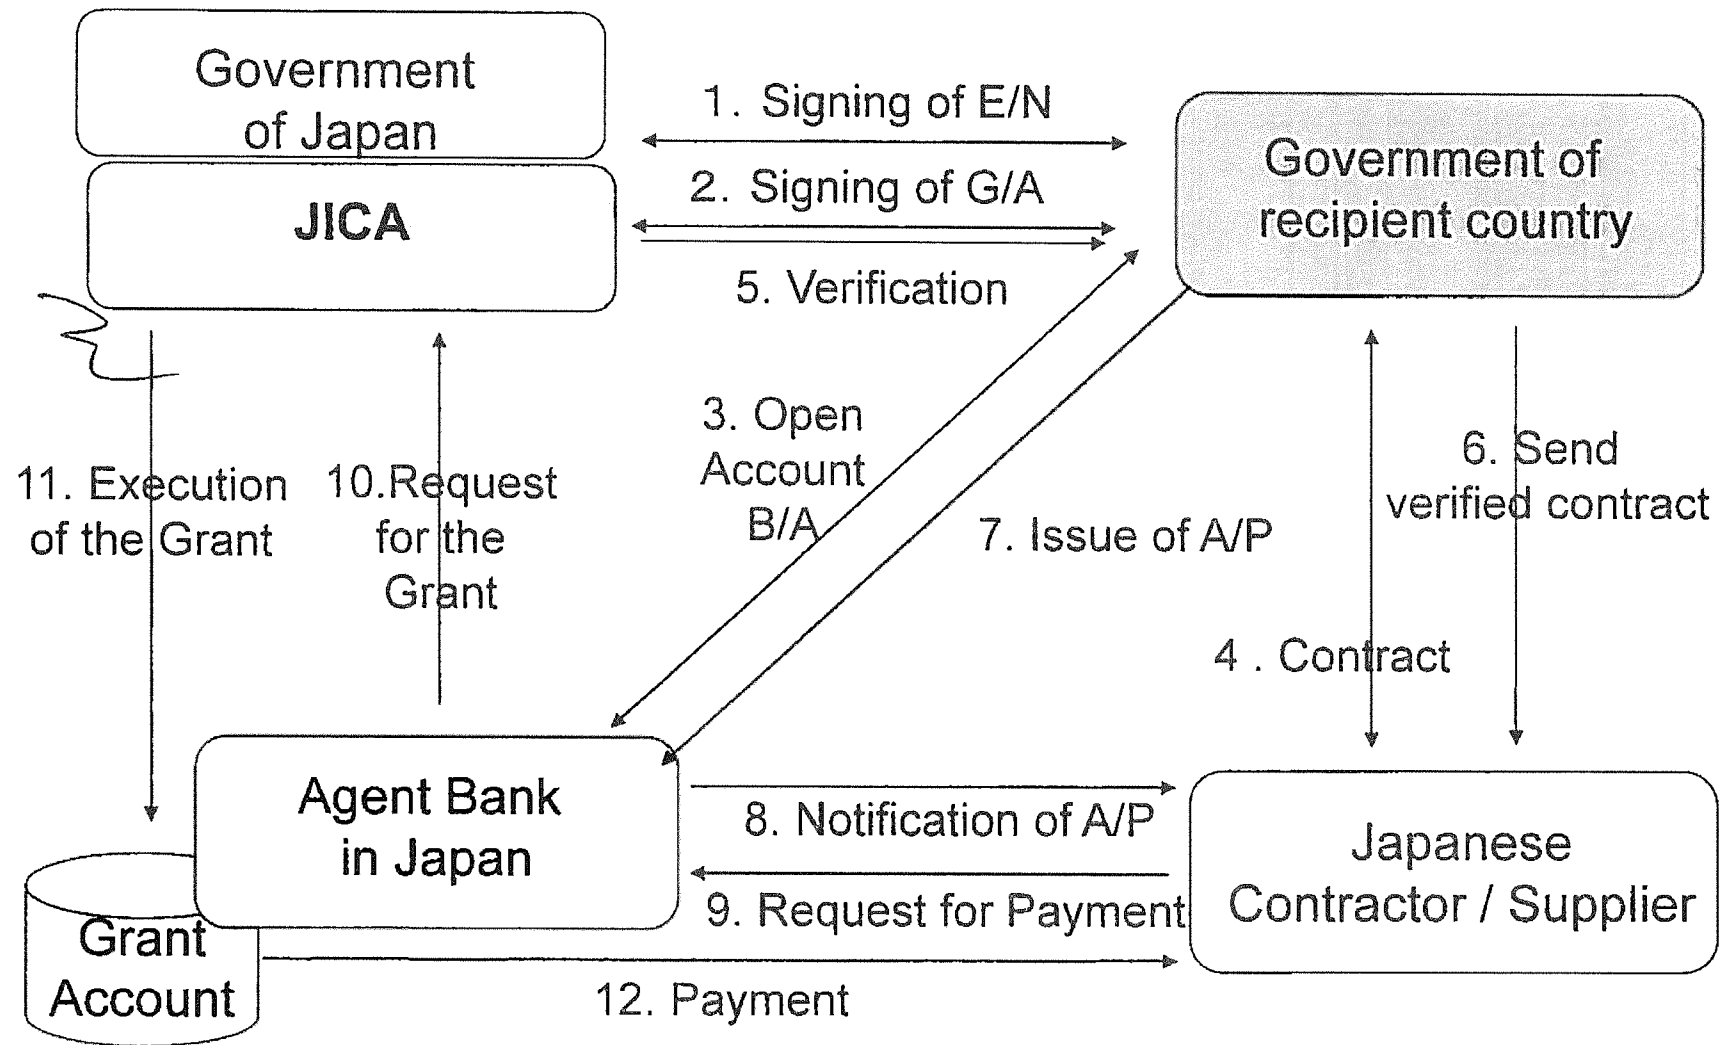 Government
of Japan
JICA
1. Signing of E/N
2. Signing of G/A
5. Verification
Government of
recipient country
3. Open
Account
B/A
7. Issue of A/P
6. Send
verified contract
4 . Contract
11. Execution
of the Grant
10.Request
for the
Grant
Agent Bank
in Japan
8. Notification of A/P
9. Request for Payment
Japanese
Contractor / Supplier
Grant
Account
12. Payment